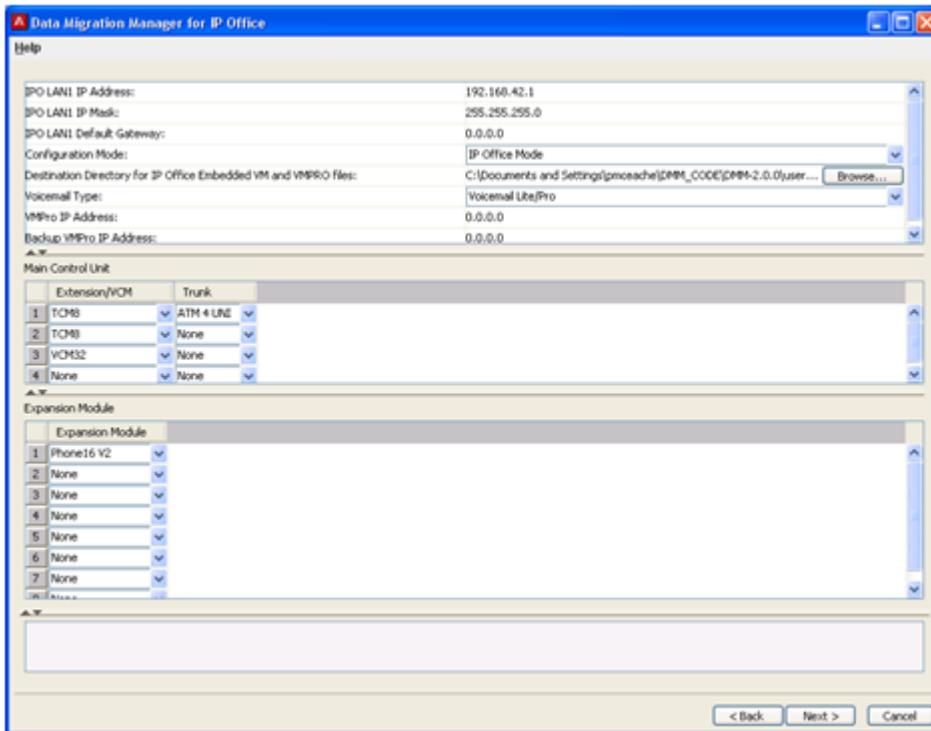 Data Migration Manager for IP Office
Help
IPO LAN1 IP Address: 192.168.42.1
IPO LAN1 IP Mask: 255.255.255.0
IPO LAN1 Default Gateway: 0.0.0.0
Configuration Mode: IP Office Mode
Destination Directory for IP Office Embedded VM and VMPRO files: C:\Documents and Settings\pmceache\DMM_CODE\DMM-2.0.0\user... Browse...
Voicemail Type: Voicemail Lite/Pro
VMPro IP Address: 0.0.0.0
Backup VMPro IP Address: 0.0.0.0
Main Control Unit
Extension/VCM Trunk
1 TCM8 ATM 4 UNI
2 TCM8 None
3 VCM32 None
4 None None
Expansion Module
Expansion Module
1 Phone16 V2
2 None
3 None
4 None
5 None
6 None
7 None
< Back Next > Cancel